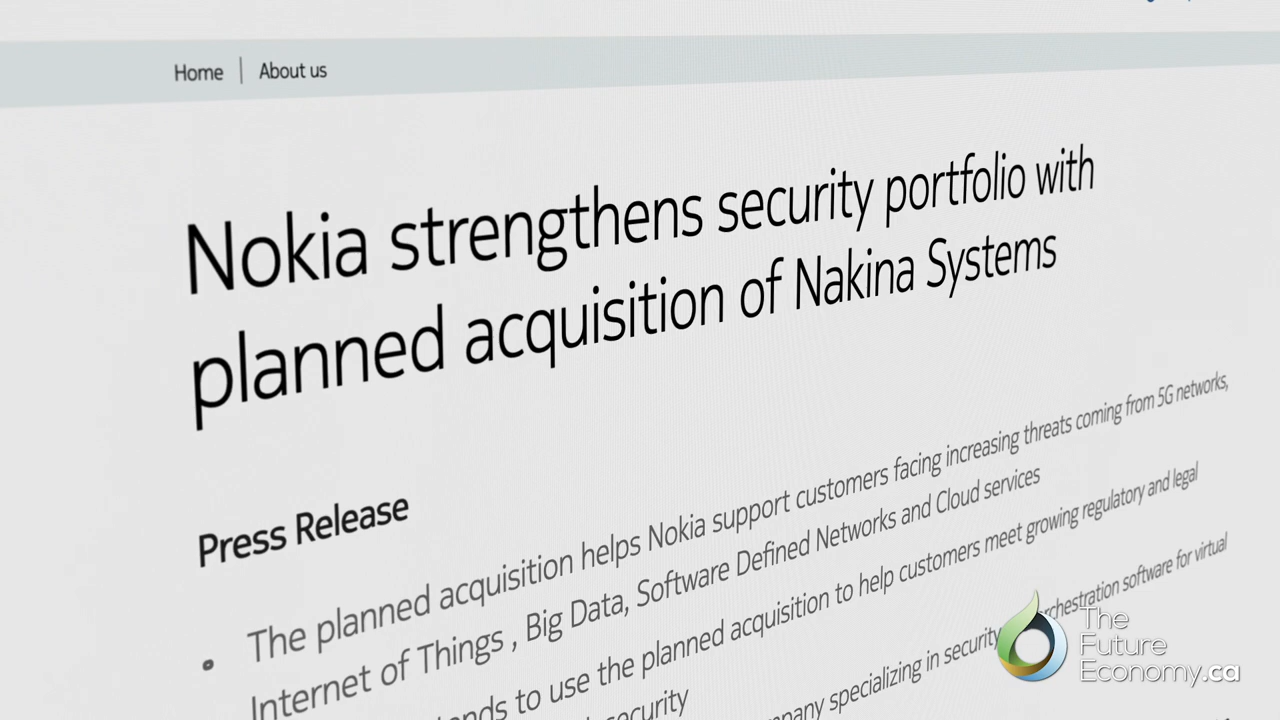 Home | About us
Nokia strengthens security portfolio with
planned acquisition of Nakina Systems
Press Release
• The planned acquisition helps Nokia support customers facing increasing threats coming from 5G networks,
Internet of Things , Big Data, Software Defined Networks and Cloud services
to use the planned acquisition to help customers meet growing regulatory and legal
security
specializing in security orchestration software for virtual
The
Future
Economy.ca